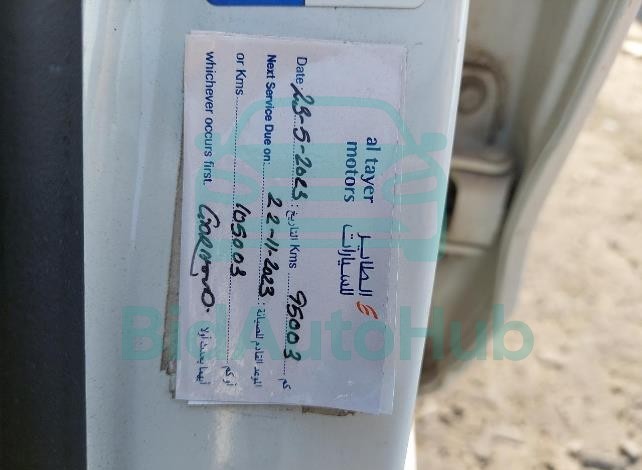 al tayer
motors
الطاير
للسيارات
Date 23-5-2023 : التاريخ Kms 95003 كم
Next Service Due on: 22-11-2023 : الموعد القادم للصيانة
or Kms 105003 أو كم
whichever occurs first. أيهما يحدث أولاً
BidAutoHub